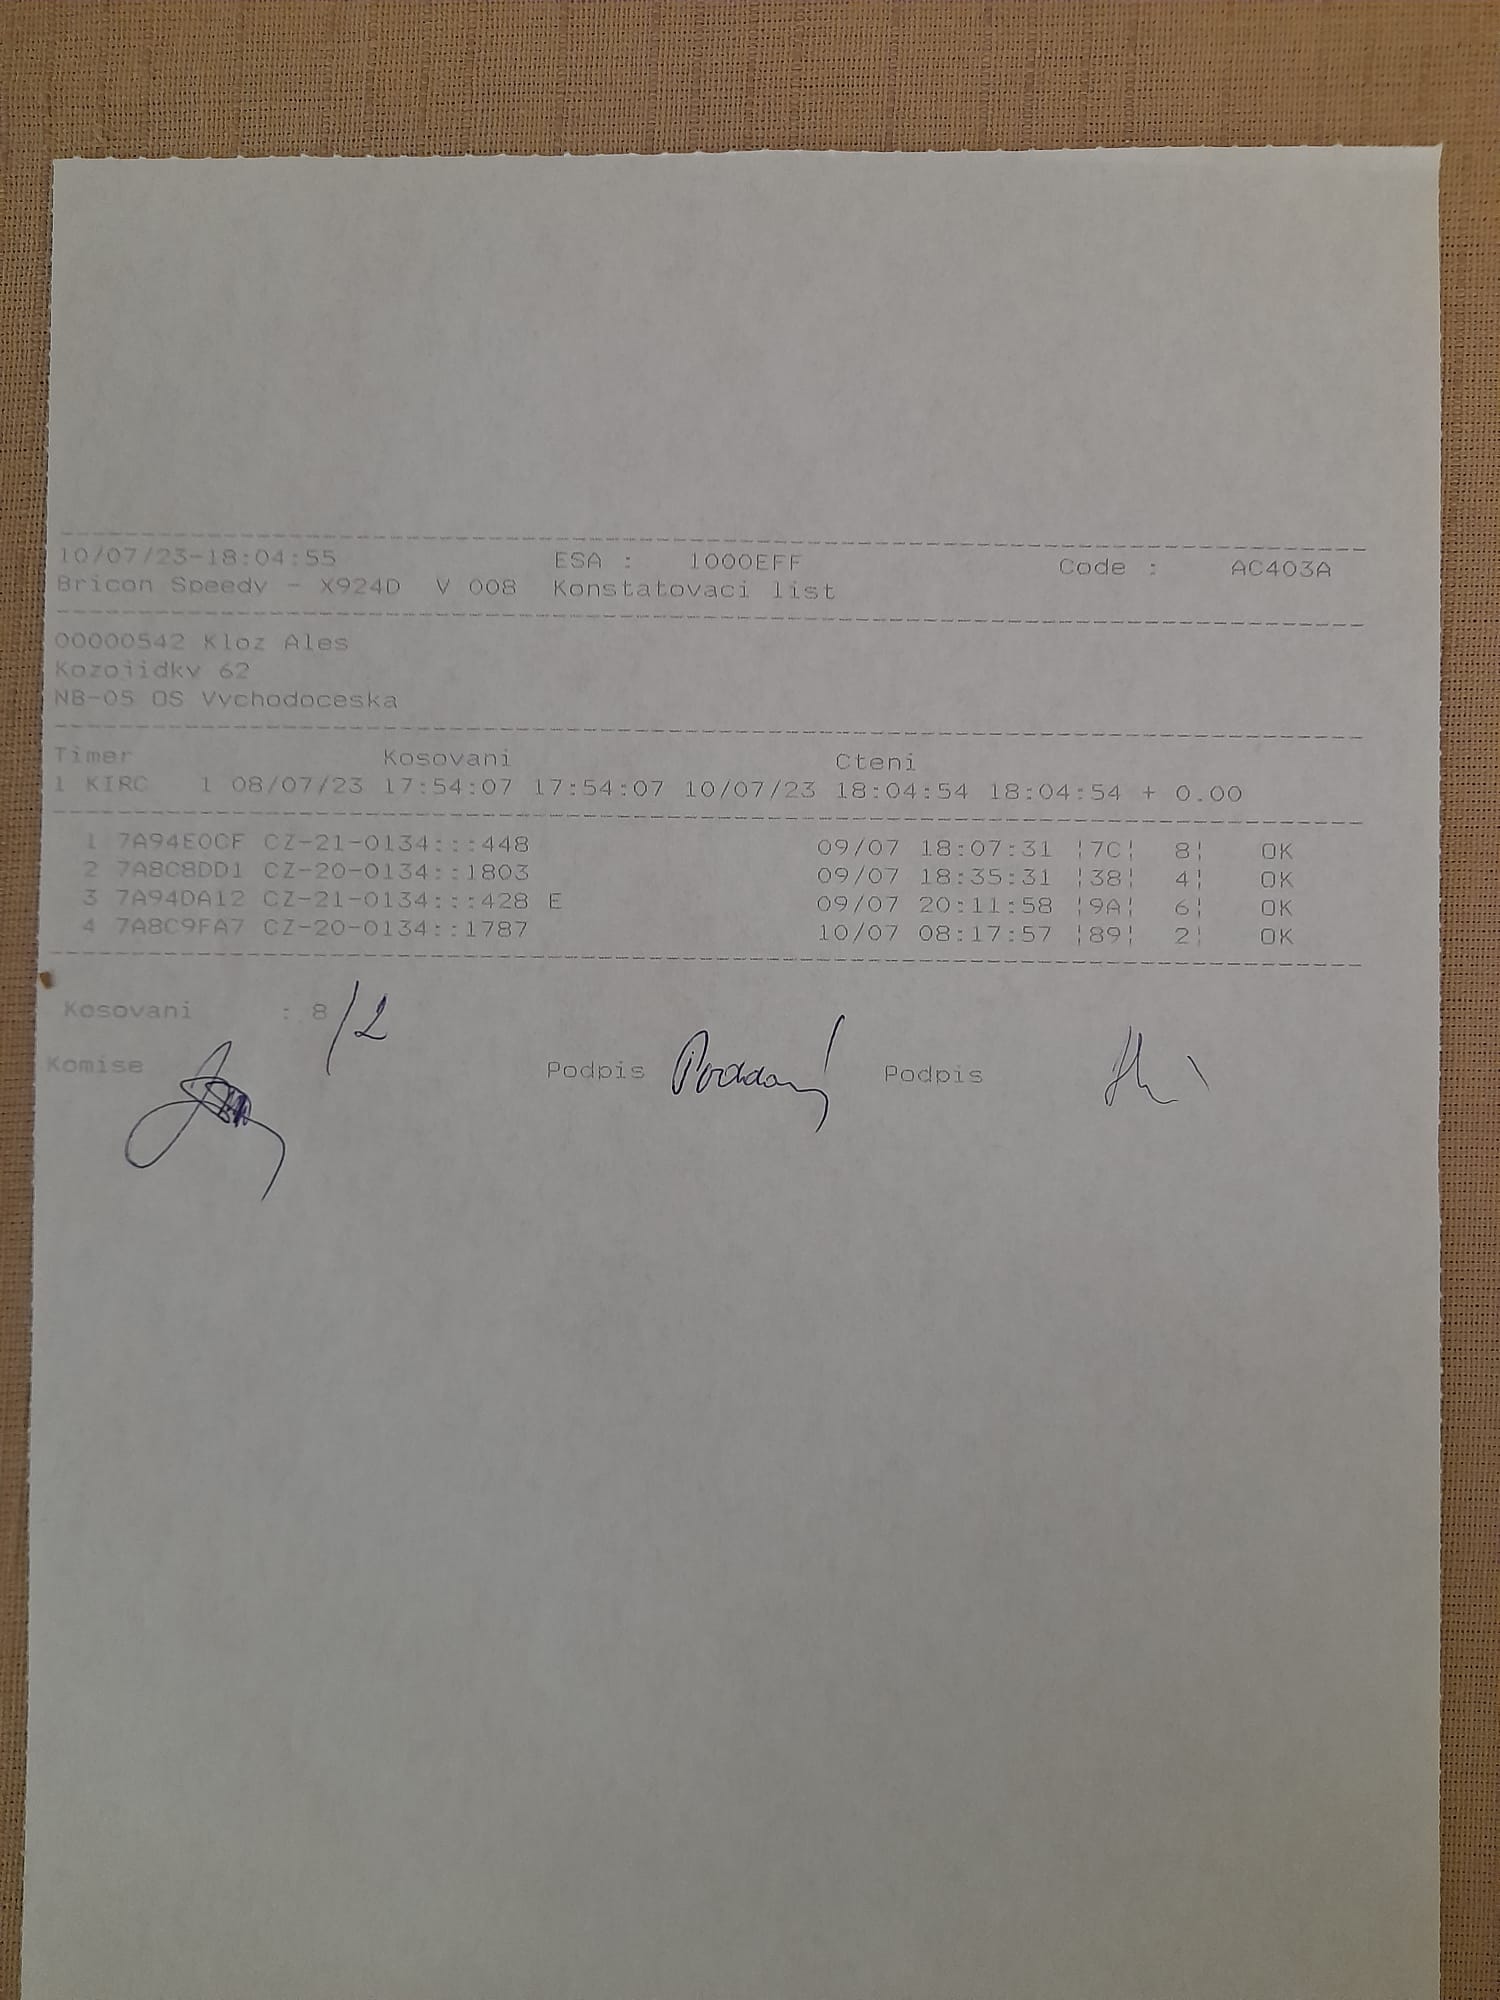 10/07/23-18:04:55 ESA : 1000EFF Code : AC403A
Bricon Speedy - X924D V 008 Konstatovaci list
00000542 Kloz Ales
Kozojidky 62
NB-05 OS Vychodoceska
Timer Kosovani Cteni
1 KIRC 1 08/07/23 17:54:07 17:54:07 10/07/23 18:04:54 18:04:54 + 0.00
1 7A94E0CF CZ-21-0134:::448 09/07 18:07:31 ¦7C¦ 8¦ OK
2 7A8C8DD1 CZ-20-0134::1803 09/07 18:35:31 ¦38¦ 4¦ OK
3 7A94DA12 CZ-21-0134:::428 E 09/07 20:11:58 ¦9A¦ 6¦ OK
4 7A8C9FA7 CZ-20-0134::1787 10/07 08:17:57 ¦89¦ 2¦ OK
Kosovani : 8/2
Komise Podpis Podpis